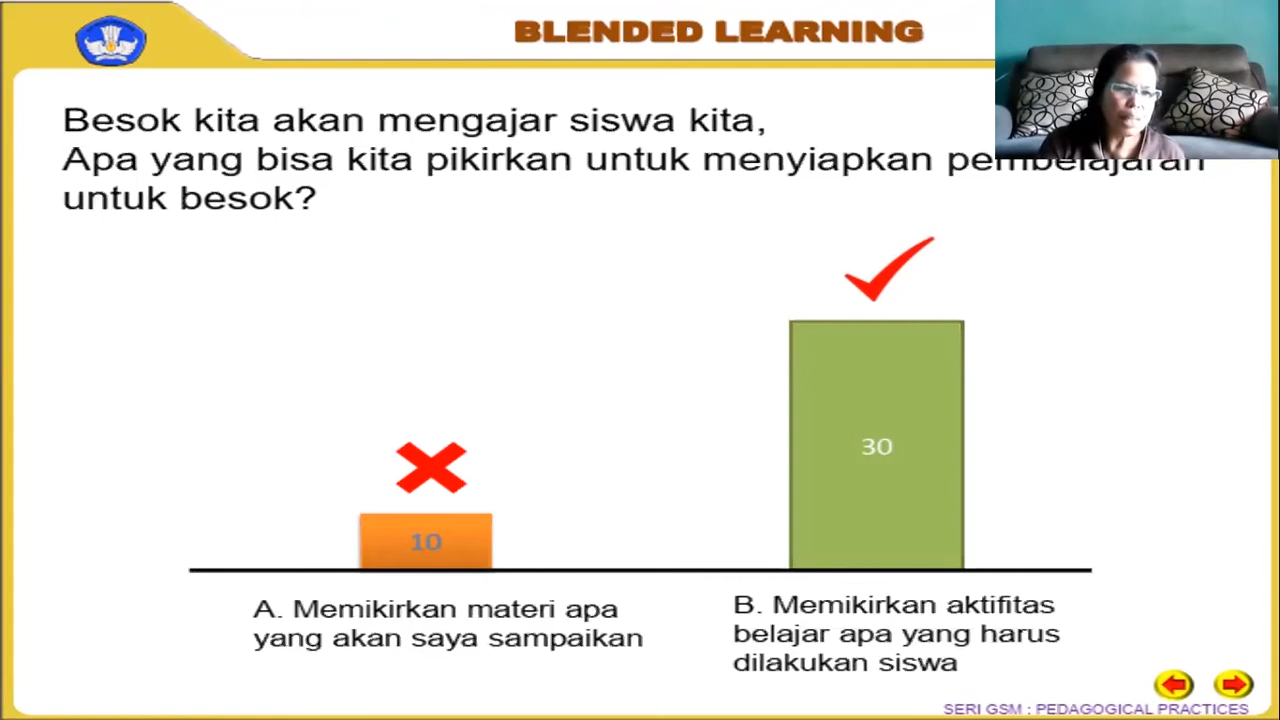 BLENDED LEARNING
Besok kita akan mengajar siswa kita,
Apa yang bisa kita pikirkan untuk menyiapkan pembelajaran
untuk besok?
30
10
A. Memikirkan materi apa
yang akan saya sampaikan
B. Memikirkan aktifitas
belajar apa yang harus
dilakukan siswa
SERI GSM : PEDAGOGICAL PRACTICES